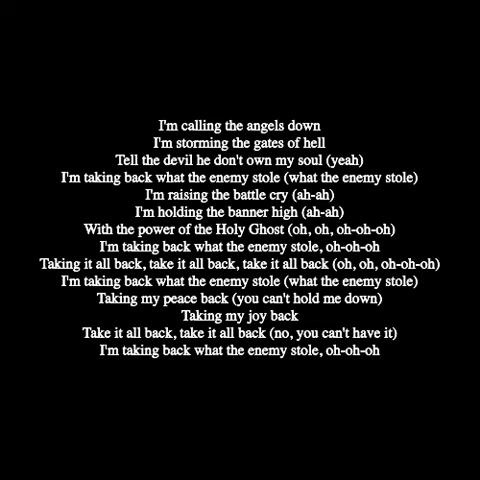 I'm calling the angels down
I'm storming the gates of hell
Tell the devil he don't own my soul (yeah)
I'm taking back what the enemy stole (what the enemy stole)
I'm raising the battle cry (ah-ah)
I'm holding the banner high (ah-ah)
With the power of the Holy Ghost (oh, oh, oh-oh-oh)
I'm taking back what the enemy stole, oh-oh-oh
Taking it all back, take it all back, take it all back (oh, oh, oh-oh-oh)
I'm taking back what the enemy stole (what the enemy stole)
Taking my peace back (you can't hold me down)
Taking my joy back
Take it all back, take it all back (no, you can't have it)
I'm taking back what the enemy stole, oh-oh-oh